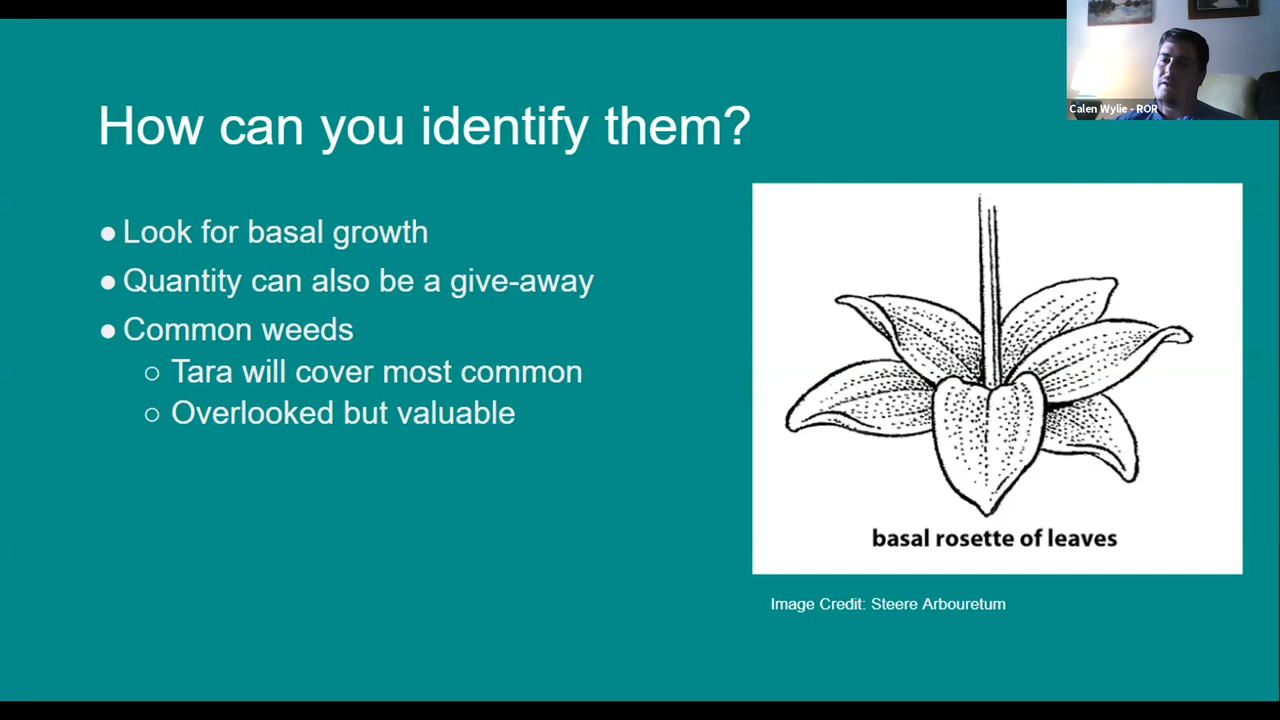 Calen Wylie - ROR
How can you identify them?
● Look for basal growth
● Quantity can also be a give-away
● Common weeds
○ Tara will cover most common
○ Overlooked but valuable
basal rosette of leaves
Image Credit: Steere Arbouretum